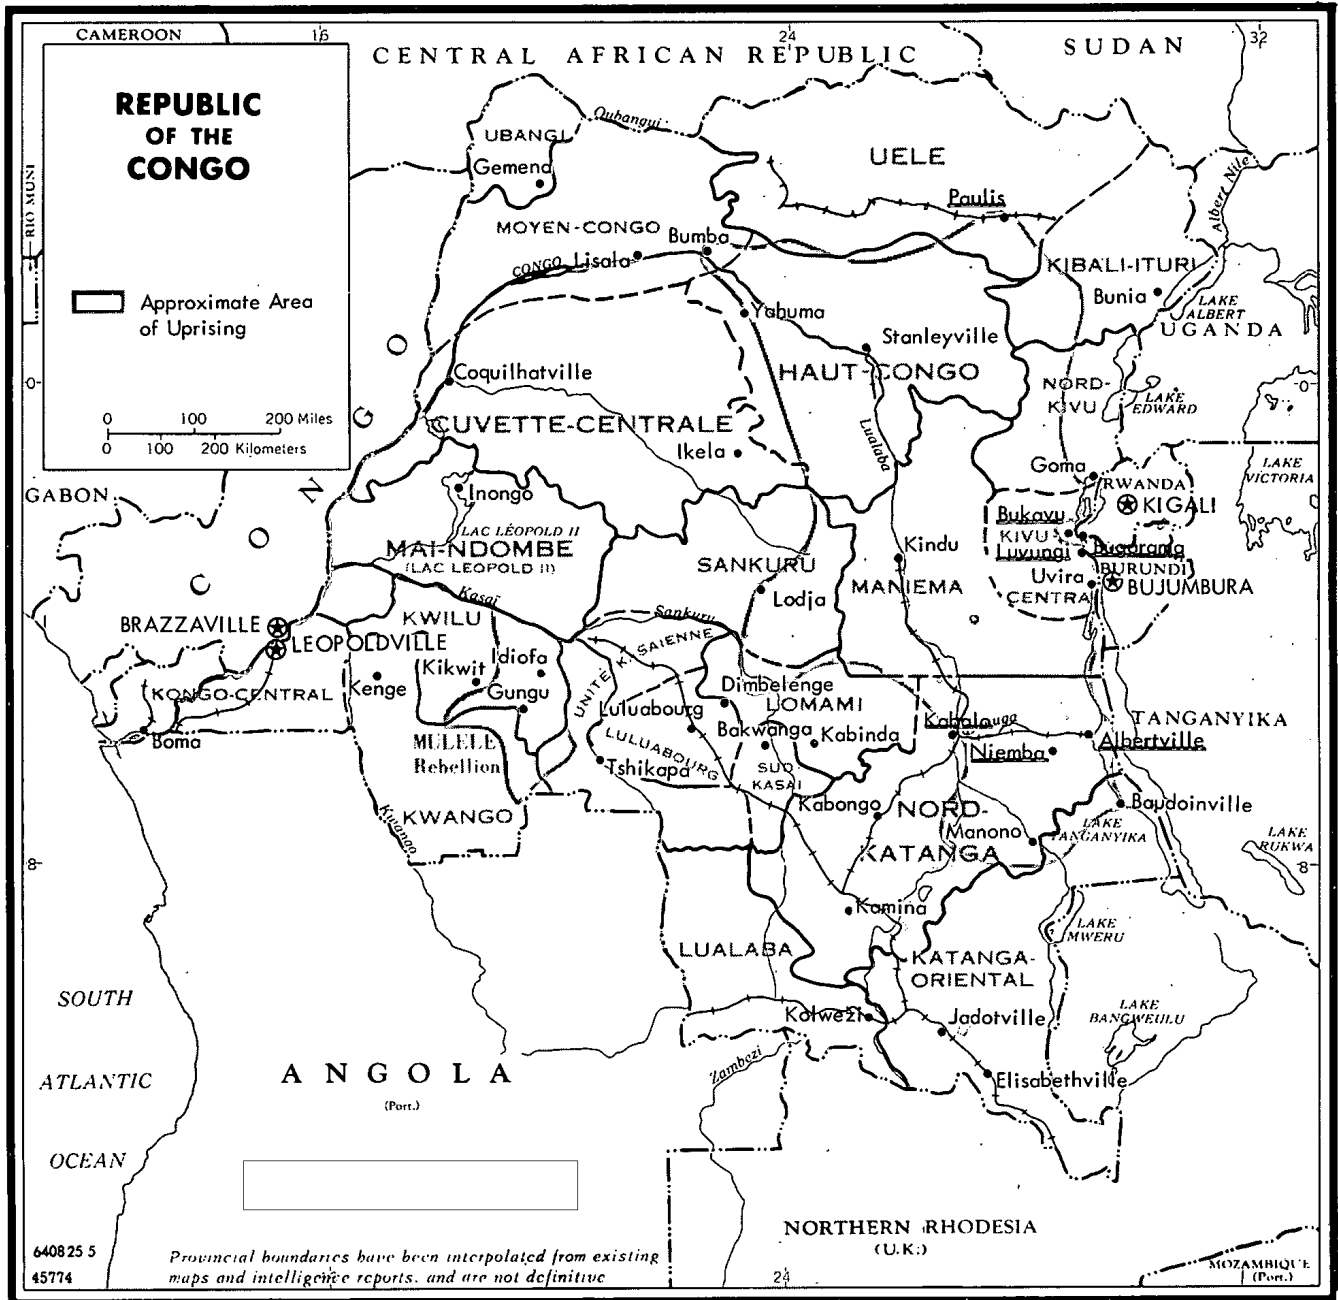 CAMEROON
16
24
32
CENTRAL AFRICAN REPUBLIC
SUDAN
REPUBLIC
OF THE
CONGO
RIO MUNI
Approximate Area
of Uprising
0 100 200 Miles
0 100 200 Kilometers
Oubangui
UBANGI
Gemena
UELE
Paulis
Albert Nile
MOYEN-CONGO
Bumba
CONGO
Lisala
KIBALI-ITURI
Bunia
LAKE
ALBERT
UGANDA
Yahuma
Stanleyville
CONGO
Coquilhatville
HAUT-CONGO
NORD-
KIVU
LAKE
EDWARD
0
0
CUVETTE-CENTRALE
Ikela
Lualaba
Goma
RWANDA
KIGALI
LAKE
VICTORIA
GABON
Inongo
LAC LÉOPOLD II
MAI-NDOMBE
(LAC LEOPOLD II)
SANKURU
Lodja
Kindu
MANIEMA
Bukavu
KIVU
Luvungi
Bugarama
BURUNDI
Uvira
CENTRAL
BUJUMBURA
Kasai
Sankuru
BRAZZAVILLE
LEOPOLDVILLE
KWILU
Kikwit
Idiofa
Gungu
Kenge
KONGO-CENTRAL
Boma
UNITÉ KASAIENNE
Dimbelenge
LOMAMI
Luluabourg
Bakwanga
Kabinda
LULUABOURG
Tshikapa
SUD
KASAI
Kabalo
Niemba
Albertville
TANGANYIKA
MULELE
Rebellion
KWANGO
Kwango
Kabongo
NORD-
KATANGA
Manono
Baudoinville
LAKE
TANGANYIKA
LAKE
RUKWA
8
8
Kamina
LAKE
MWERU
LUALABA
KATANGA-
ORIENTAL
Kolwezi
Jadotville
LAKE
BANGWEULU
Elisabethville
Zambezi
SOUTH
ATLANTIC
OCEAN
ANGOLA
(Port.)
NORTHERN RHODESIA
(U.K.)
MOZAMBIQUE
(Port.)
640825 5
45774
Provincial boundaries have been interpolated from existing
maps and intelligence reports. and are not definitive
16
24